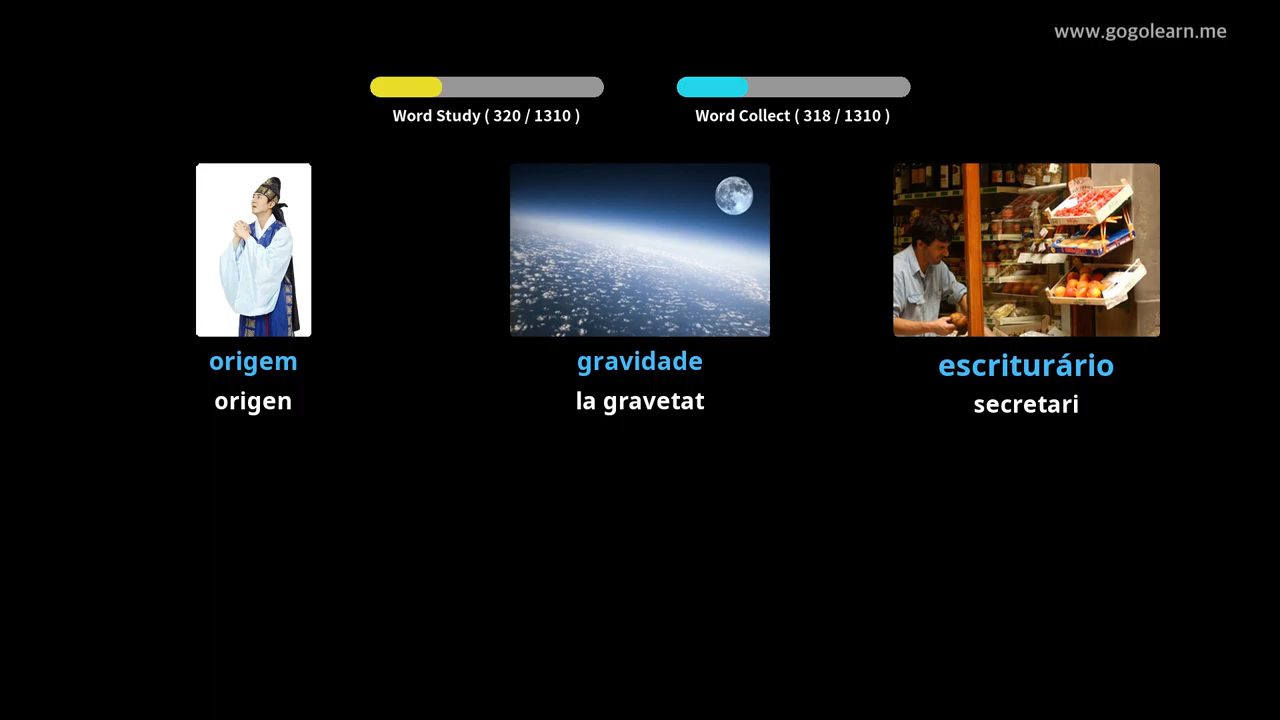 www.gogolearn.me
Word Study ( 320 / 1310 )
Word Collect ( 318 / 1310 )
origem
origen
gravidade
la gravetat
escriturário
secretari